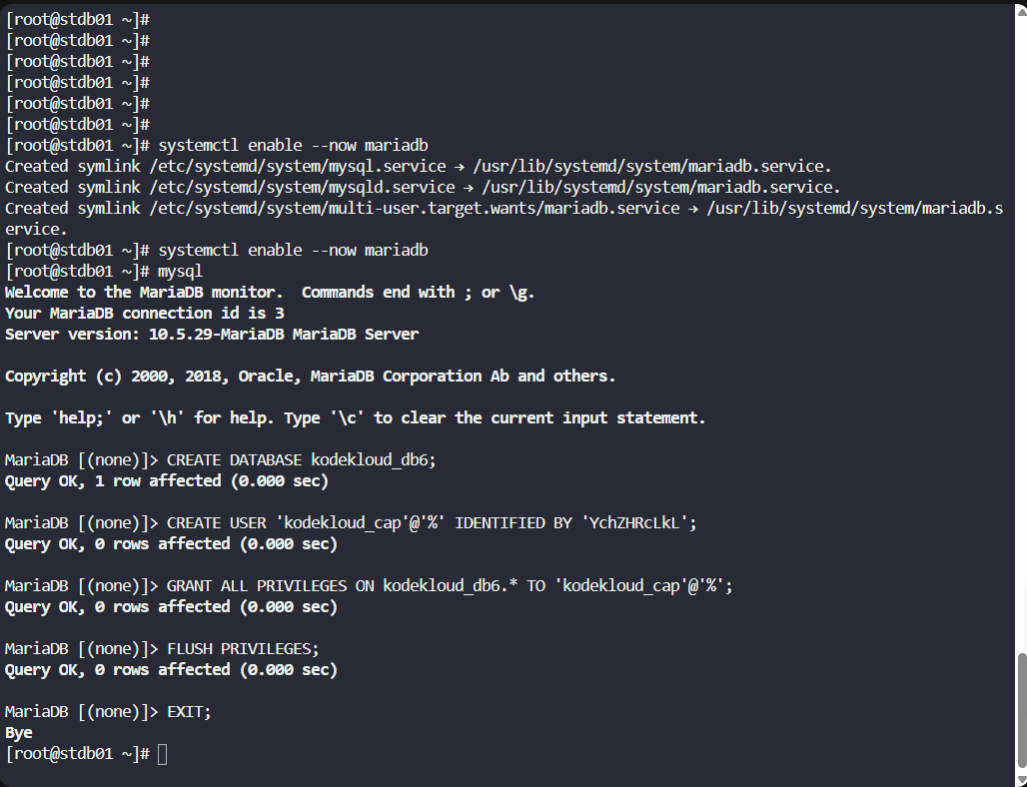 [root@stdb01 ~]#
[root@stdb01 ~]#
[root@stdb01 ~]#
[root@stdb01 ~]#
[root@stdb01 ~]#
[root@stdb01 ~]#
[root@stdb01 ~]# systemctl enable --now mariadb
Created symlink /etc/systemd/system/mysql.service → /usr/lib/systemd/system/mariadb.service.
Created symlink /etc/systemd/system/mysqld.service → /usr/lib/systemd/system/mariadb.service.
Created symlink /etc/systemd/system/multi-user.target.wants/mariadb.service → /usr/lib/systemd/system/mariadb.s
ervice.
[root@stdb01 ~]# systemctl enable --now mariadb
[root@stdb01 ~]# mysql
Welcome to the MariaDB monitor.  Commands end with ; or \g.
Your MariaDB connection id is 3
Server version: 10.5.29-MariaDB MariaDB Server
Copyright (c) 2000, 2018, Oracle, MariaDB Corporation Ab and others.
Type 'help;' or '\h' for help. Type '\c' to clear the current input statement.
MariaDB [(none)]> CREATE DATABASE kodekloud_db6;
Query OK, 1 row affected (0.000 sec)
MariaDB [(none)]> CREATE USER 'kodekloud_cap'@'%' IDENTIFIED BY 'YchZHRcLkL';
Query OK, 0 rows affected (0.000 sec)
MariaDB [(none)]> GRANT ALL PRIVILEGES ON kodekloud_db6.* TO 'kodekloud_cap'@'%';
Query OK, 0 rows affected (0.000 sec)
MariaDB [(none)]> FLUSH PRIVILEGES;
Query OK, 0 rows affected (0.000 sec)
MariaDB [(none)]> EXIT;
Bye
[root@stdb01 ~]#